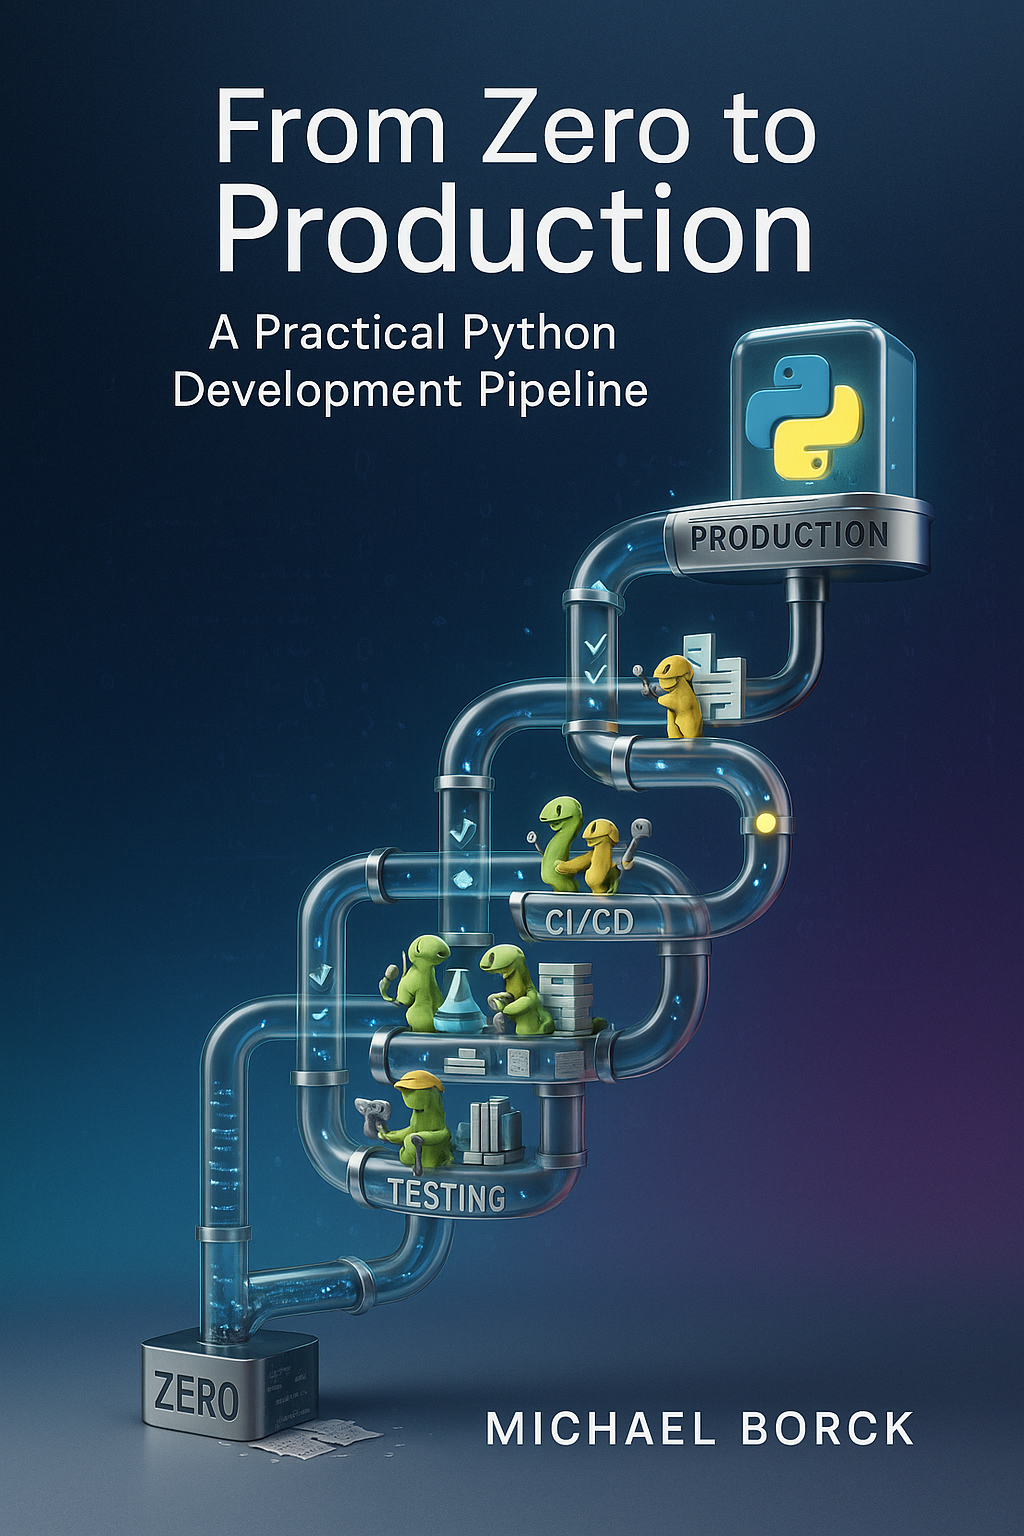 From Zero to
Production
A Practical Python
Development Pipeline
PRODUCTION
CI/CD
TESTING
ZERO
MICHAEL BORCK